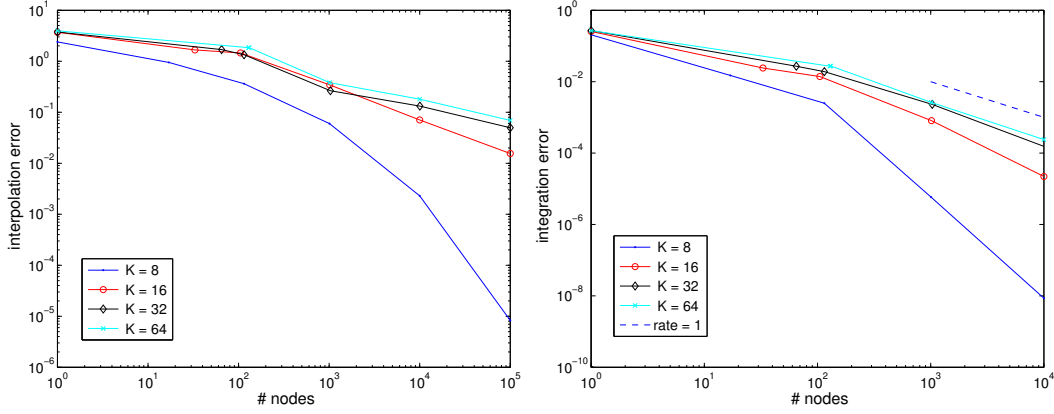 10^0
10^-1
10^-2
10^-3
10^-4
10^-5
10^-6
10^1
10^0 10^1 10^2 10^3 10^4 10^5
# nodes
interpolation error
K = 8
K = 16
K = 32
K = 64
10^0
10^-2
10^-4
10^-6
10^-8
10^-10
10^0 10^1 10^2 10^3 10^4
# nodes
integration error
K = 8
K = 16
K = 32
K = 64
rate = 1